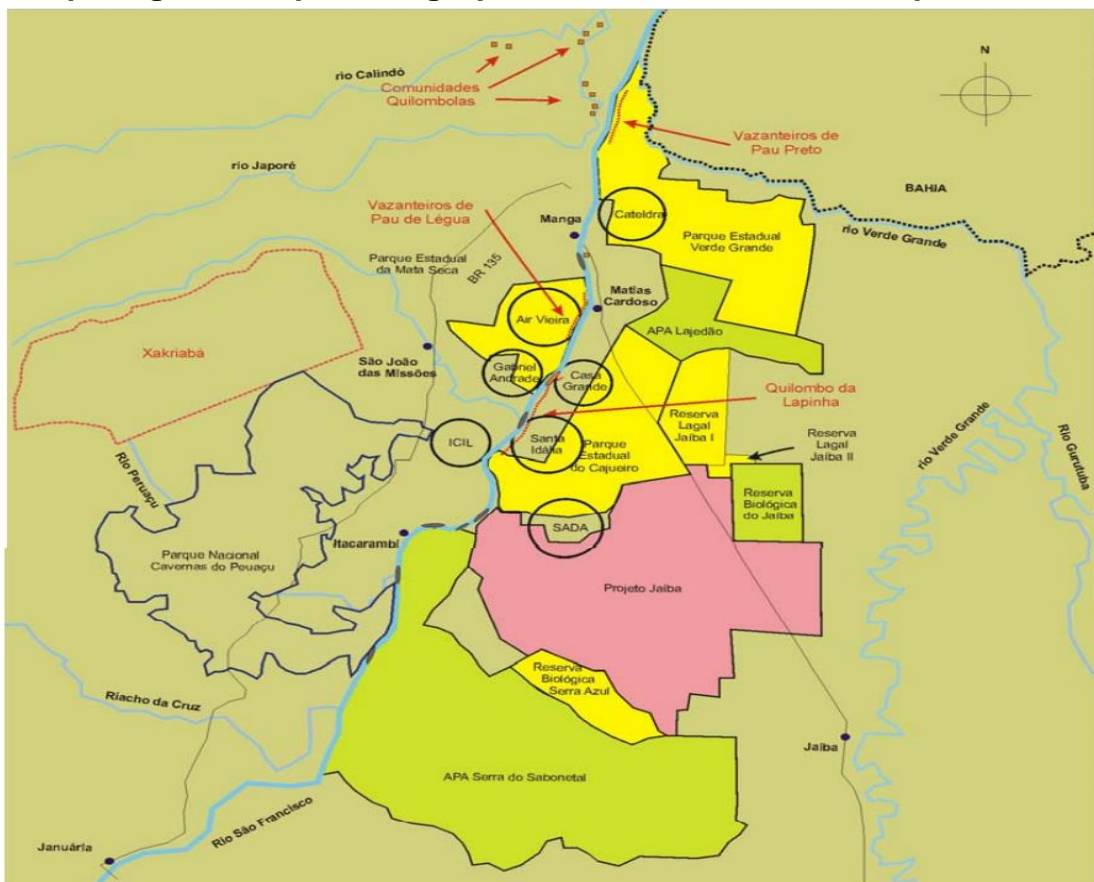 rio Calindó
Comunidades
Quilombolas
N
Vazanteiros de
Pau Preto
rio Japoré
BAHIA
Vazanteiros de
Pau de Légua
Manga
Cateldra
Parque Estadual
Verde Grande
rio Verde Grande
Parque Estadual
da Mata Seca
BR 135
Matias
Cardoso
Air Vieira
APA Lajedão
Xakriabá
São João
das Missões
Gabriel
Andrade
Casa
Grande
Quilombo da
Lapinha
Reserva
Lagal
Jaíba I
ICIL
Santa
Idália
Parque
Estadual
do Cajueiro
Reserva
Lagal
Jaíba II
rio Verde Grande
Rio Gurutuba
Rio Peruaçu
Reserva
Biológica
do Jaíba
SADA
Itacarambi
Parque Nacional
Cavernas do Peuaçu
Projeto Jaíba
Reserva
Biológica
Serra Azul
Riacho da Cruz
Jaíba
APA Serra do Sabonetal
Rio São Francisco
Januária